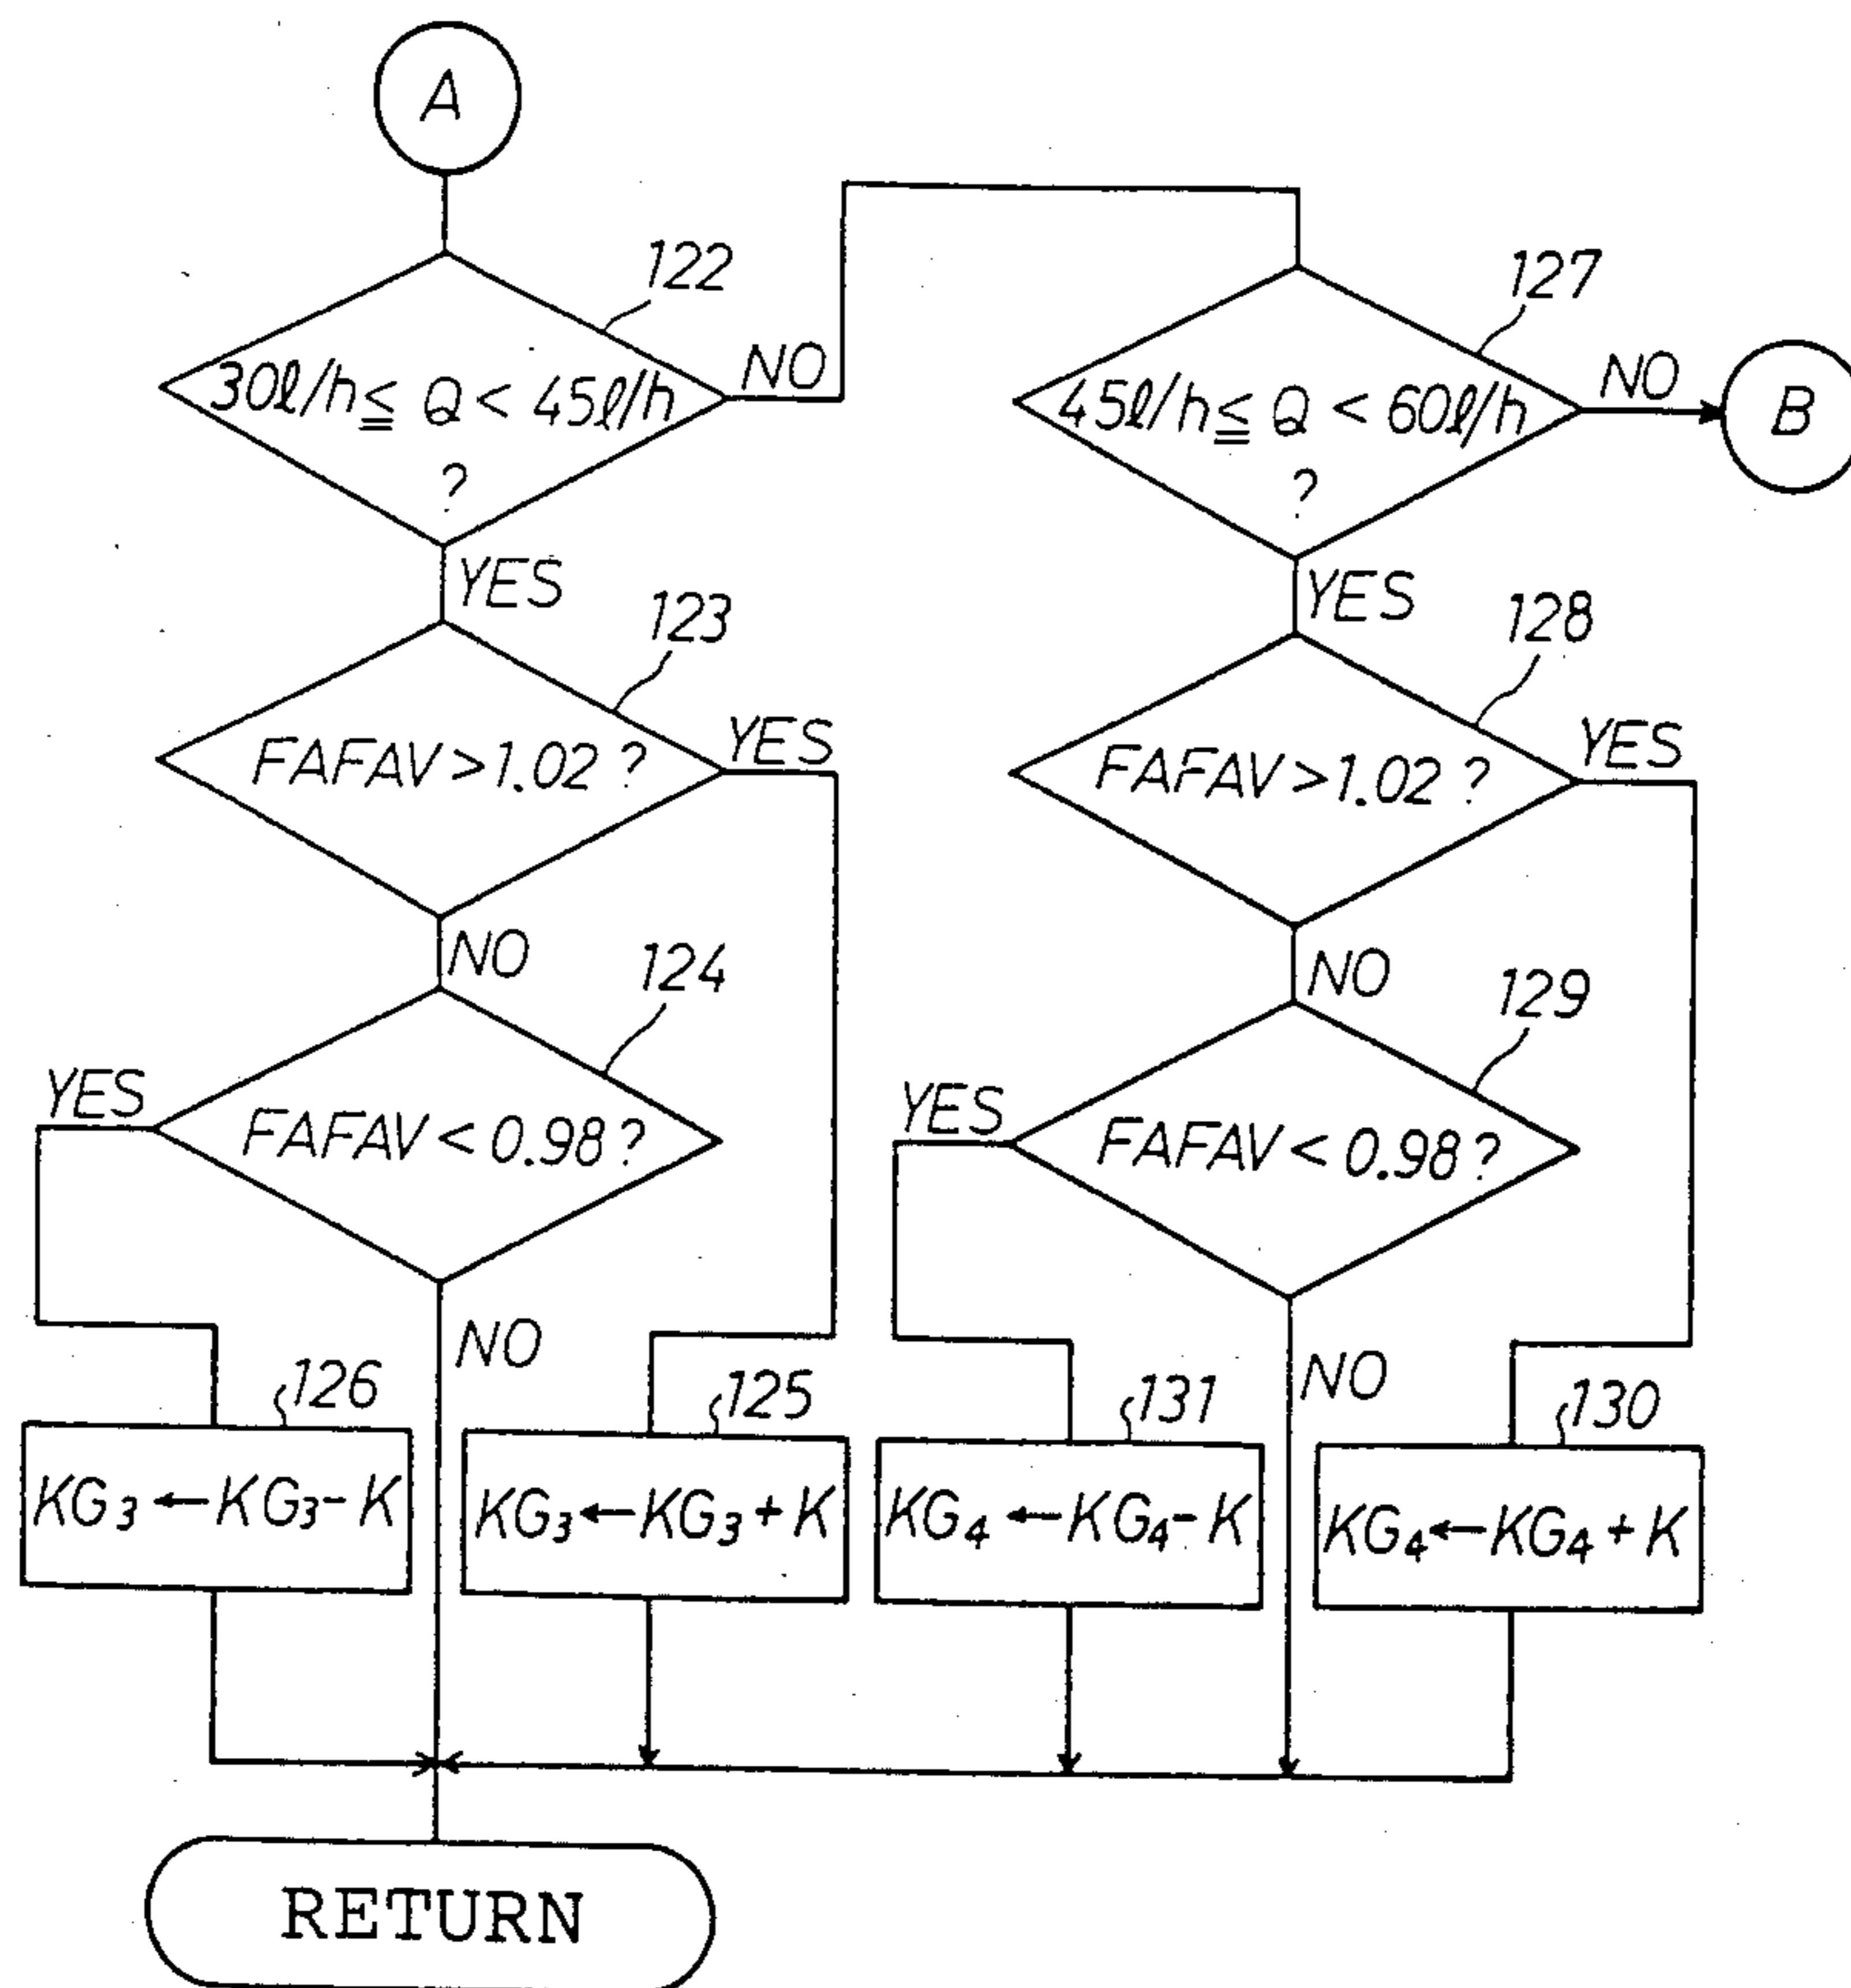 A
122
30ℓ/h ≦ Q < 45ℓ/h
?
NO
YES
123
FAFAV > 1.02 ?
YES
NO
124
FAFAV < 0.98 ?
YES
NO
126
KG₃ ← KG₃ - K
125
KG₃ ← KG₃ + K
127
45ℓ/h ≦ Q < 60ℓ/h
?
NO
B
YES
128
FAFAV > 1.02 ?
YES
NO
129
FAFAV < 0.98 ?
YES
NO
131
KG₄ ← KG₄ - K
130
KG₄ ← KG₄ + K
RETURN